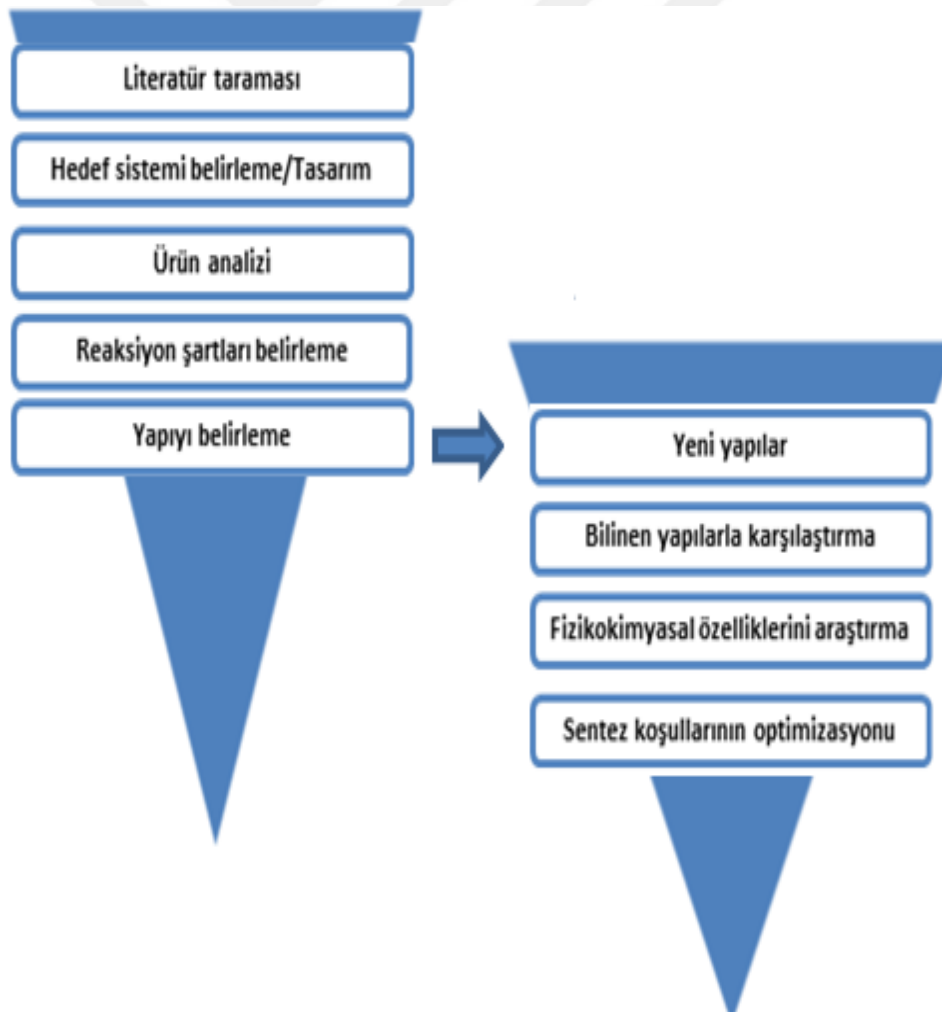 Literatür taraması
Hedef sistemi belirleme/Tasarım
Ürün analizi
Reaksiyon şartları belirleme
Yapıyı belirleme
Yeni yapılar
Bilinen yapılarla karşılaştırma
Fizikokimyasal özelliklerini araştırma
Sentez koşullarının optimizasyonu